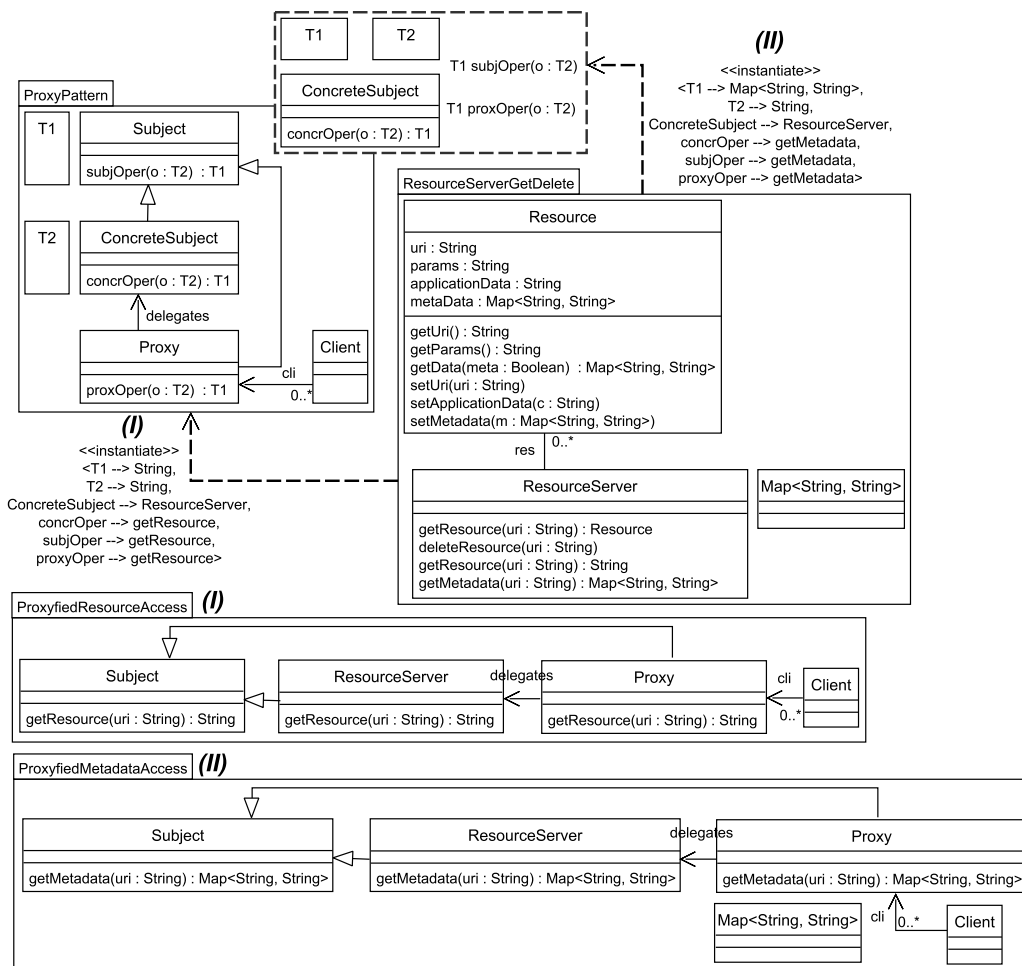 T1
T2
T1 subjOper(o : T2)
ConcreteSubject
concrOper(o : T2) : T1
T1 proxOper(o : T2)
(II)
<<instantiate>>
<T1 --> Map<String, String>,
T2 --> String,
ConcreteSubject --> ResourceServer,
concrOper --> getMetadata,
subjOper --> getMetadata,
proxyOper --> getMetadata>
ProxyPattern
T1
Subject
subjOper(o : T2) : T1
T2
ConcreteSubject
concrOper(o : T2) : T1
delegates
Proxy
proxOper(o : T2) : T1
cli
0..*
Client
(I)
<<instantiate>>
<T1 --> String,
T2 --> String,
ConcreteSubject --> ResourceServer,
concrOper --> getResource,
subjOper --> getResource,
proxyOper --> getResource>
ResourceServerGetDelete
Resource
uri : String
params : String
applicationData : String
metaData : Map<String, String>
getUri() : String
getParams() : String
getData(meta : Boolean) : Map<String, String>
setUri(uri : String)
setApplicationData(c : String)
setMetadata(m : Map<String, String>)
res
0..*
ResourceServer
getResource(uri : String) : Resource
deleteResource(uri : String)
getResource(uri : String) : String
getMetadata(uri : String) : Map<String, String>
Map<String, String>
ProxyfiedResourceAccess
(I)
Subject
getResource(uri : String) : String
ResourceServer
getResource(uri : String) : String
delegates
Proxy
getResource(uri : String) : String
cli
0..*
Client
ProxyfiedMetadataAccess
(II)
Subject
getMetadata(uri : String) : Map<String, String>
ResourceServer
getMetadata(uri : String) : Map<String, String>
delegates
Proxy
getMetadata(uri : String) : Map<String, String>
Map<String, String>
cli
0..*
Client